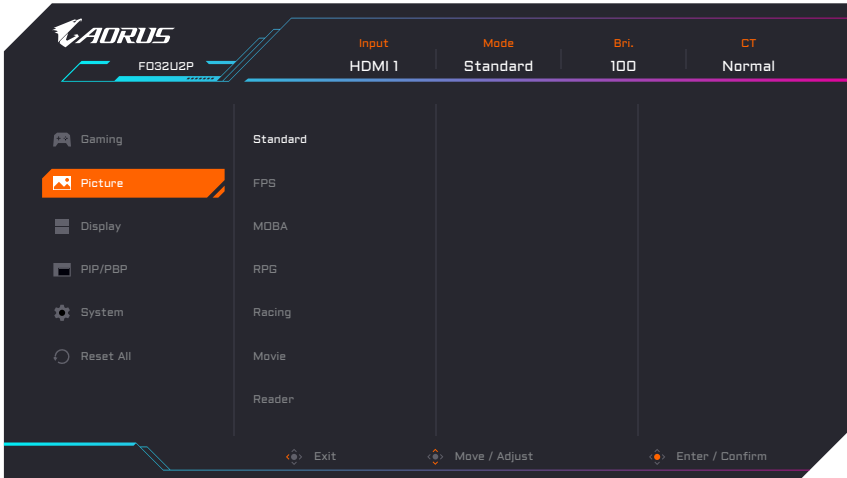 AORUS
FO32U2P
Input Mode Bri. CT
HDMI 1 Standard 100 Normal
Gaming Standard
Picture FPS
Display MOBA
PIP/PBP RPG
System Racing
Reset All Movie
Reader
Exit Move / Adjust Enter / Confirm